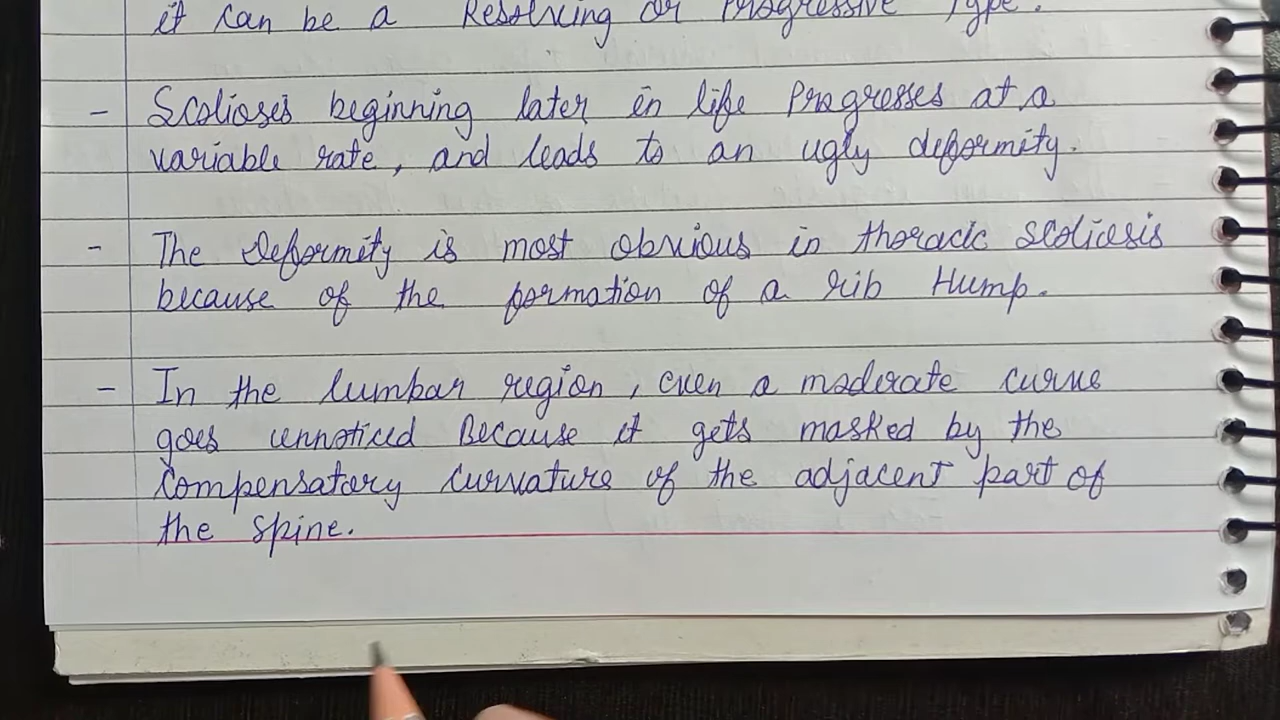 it can be a Resolving or Progressive Type.
- Scoliosis beginning later in life Progresses at a
variable rate, and leads to an ugly deformity.
- The Deformity is most obvious in thoracic scoliosis
because of the formation of a rib Hump.
- In the lumbar region, even a moderate curve
goes unnoticed Because it gets masked by the
Compensatory Curvature of the adjacent part of
the spine.